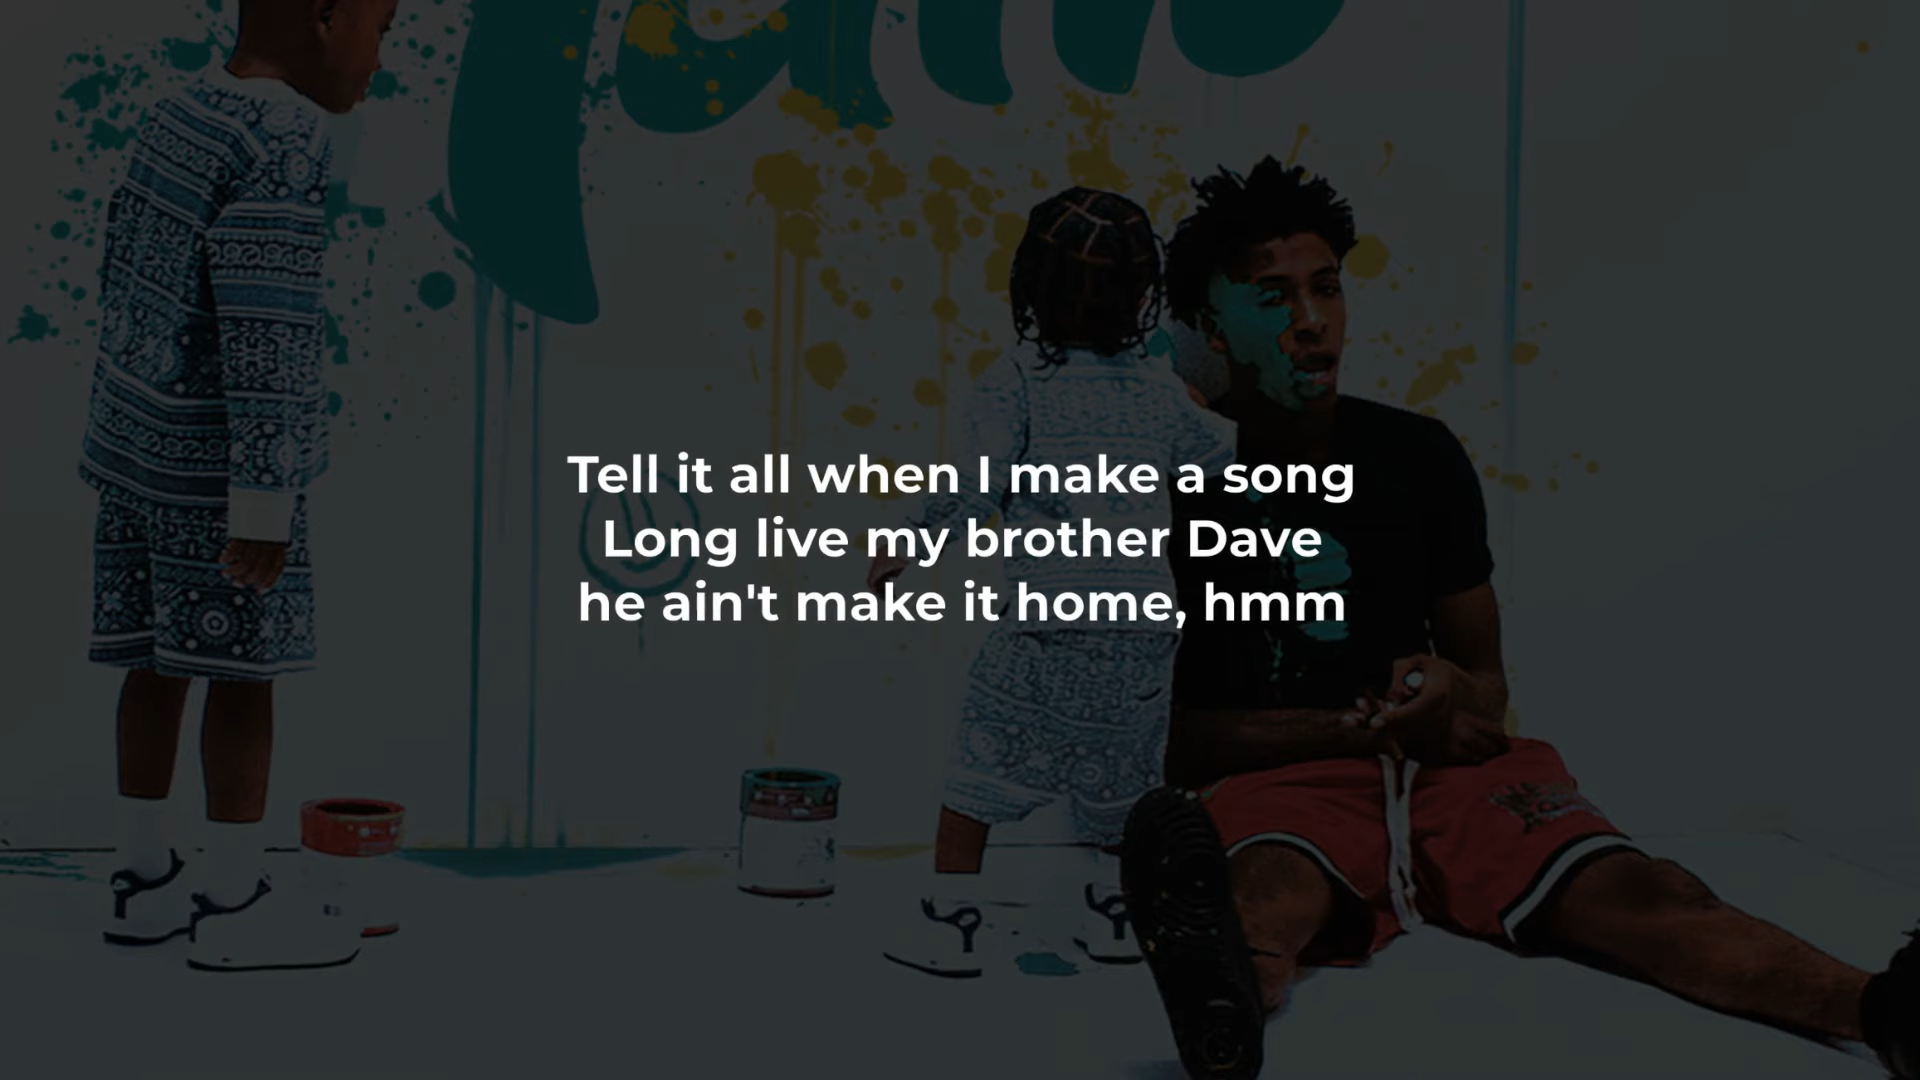 Tell it all when I make a song
Long live my brother Dave
he ain't make it home, hmm